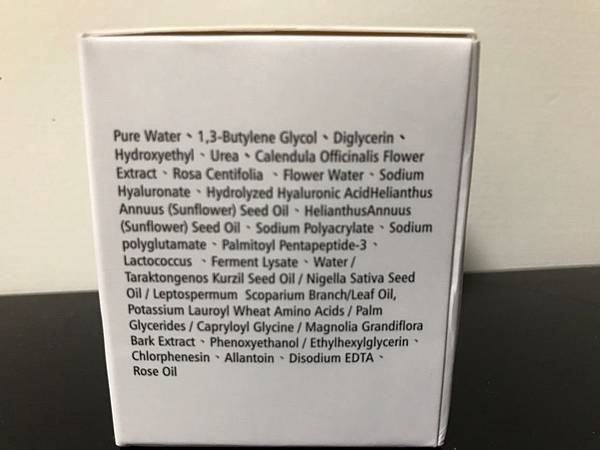 Pure Water、1,3-Butylene Glycol、Diglycerin、
Hydroxyethyl、Urea、Calendula Officinalis Flower
Extract、Rosa Centifolia 、Flower Water、Sodium
Hyaluronate、Hydrolyzed Hyaluronic AcidHelianthus
Annuus (Sunflower) Seed Oil、HelianthusAnnuus
(Sunflower) Seed Oil、Sodium Polyacrylate、Sodium
polyglutamate、Palmitoyl Pentapeptide-3、
Lactococcus 、Ferment Lysate、Water /
Taraktongenos Kurzil Seed Oil / Nigella Sativa Seed
Oil / Leptospermum Scoparium Branch/Leaf Oil,
Potassium Lauroyl Wheat Amino Acids / Palm
Glycerides / Capryloyl Glycine / Magnolia Grandiflora
Bark Extract、Phenoxyethanol / Ethylhexylglycerin、
Chlorphenesin、Allantoin、Disodium EDTA、
Rose Oil